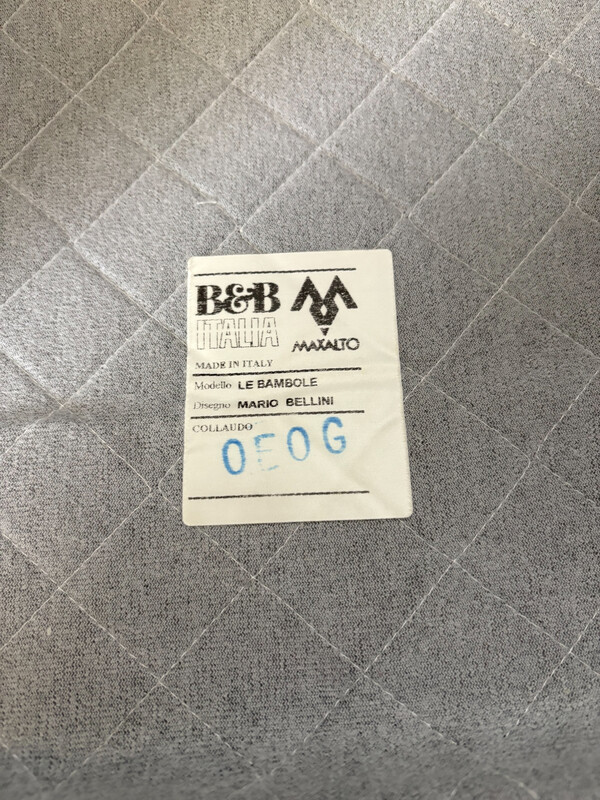 B&B
ITALIA
MAXALTO
MADE IN ITALY
Modello LE BAMBOLE
Disegno MARIO BELLINI
COLLAUDO
OEOG